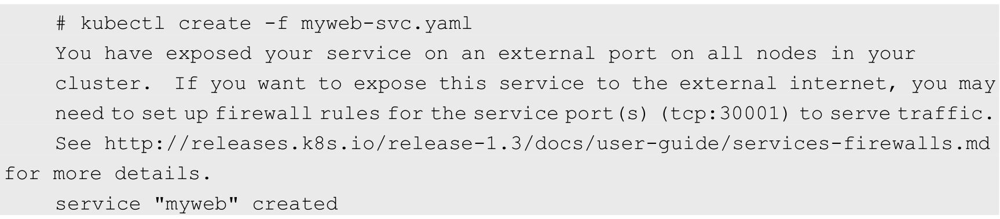 # kubectl create -f myweb-svc.yaml
You have exposed your service on an external port on all nodes in your
cluster.  If you want to expose this service to the external internet, you may
need to set up firewall rules for the service port(s) (tcp:30001) to serve traffic.
See http://releases.k8s.io/release-1.3/docs/user-guide/services-firewalls.md
for more details.
service "myweb" created